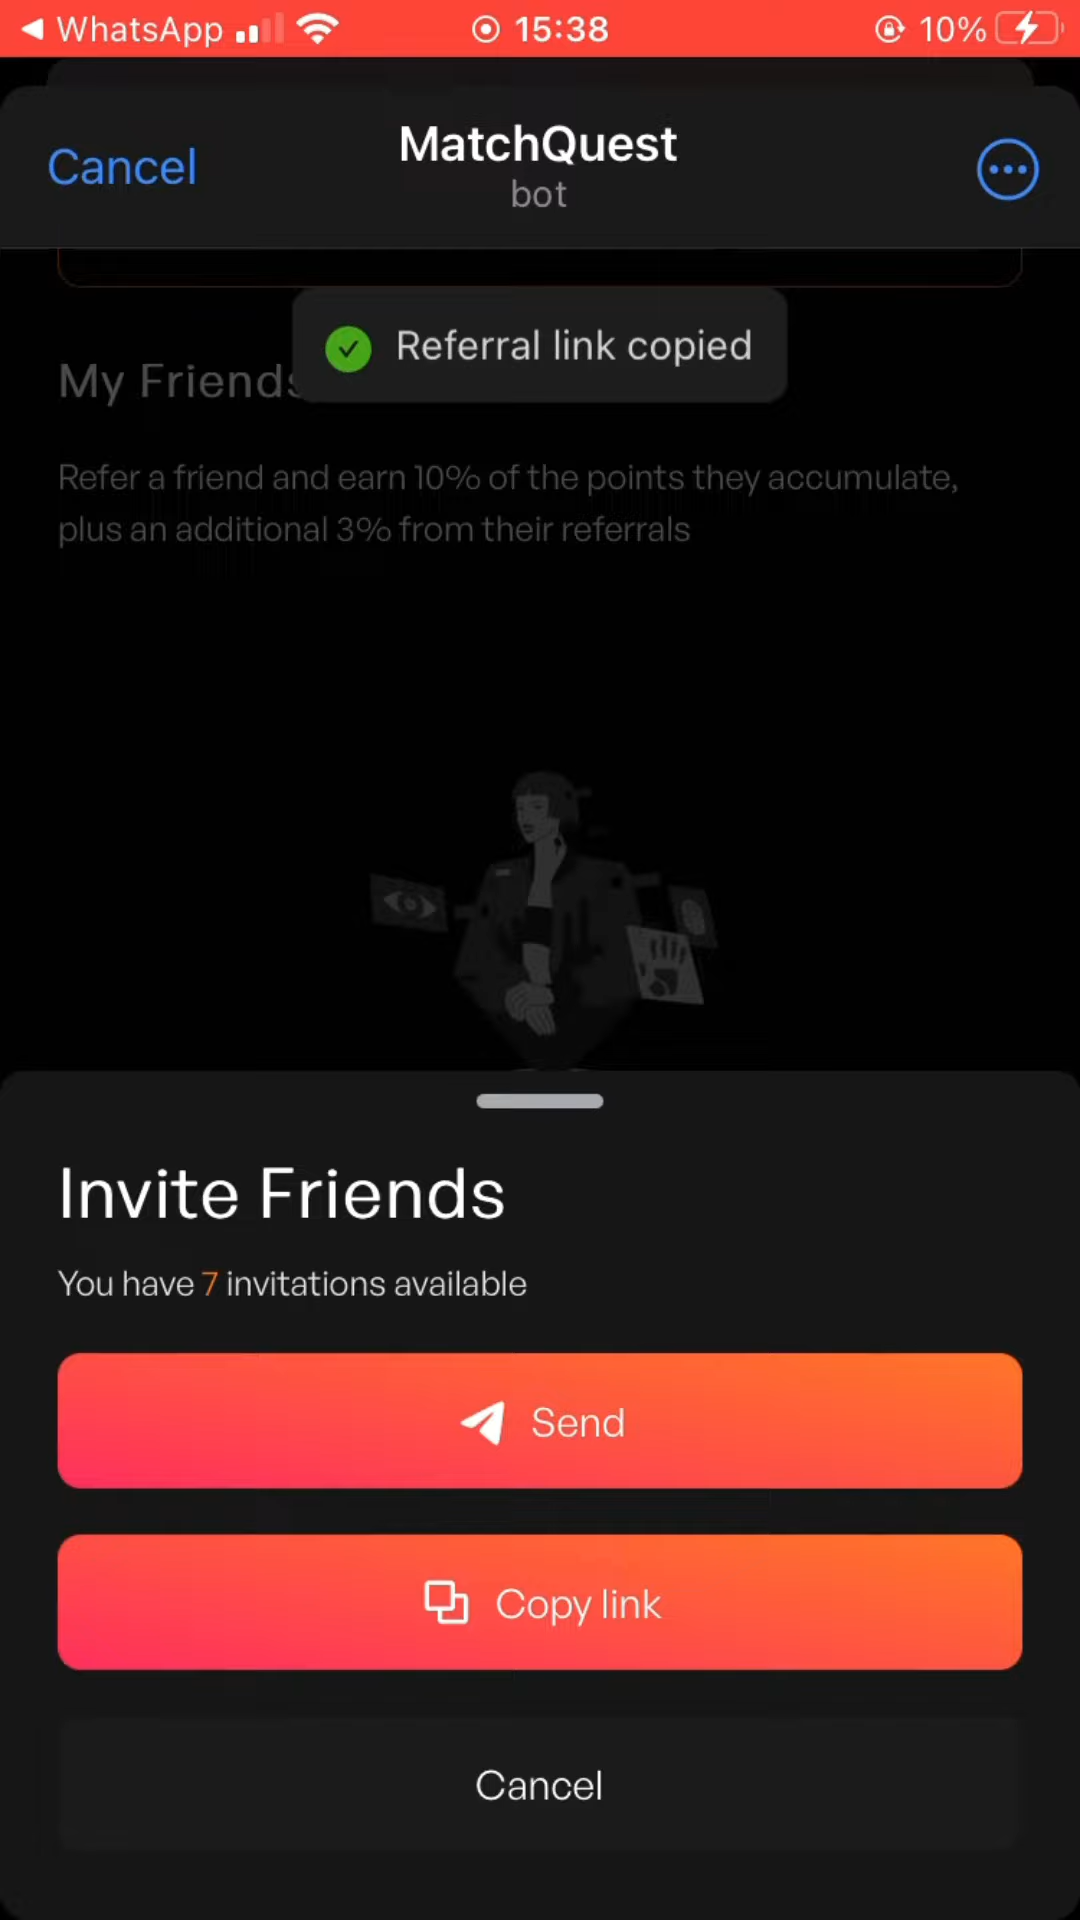 WhatsApp 15:38 10%
Cancel
MatchQuest
bot
Referral link copied
My Friends
Refer a friend and earn 10% of the points they accumulate,
plus an additional 3% from their referrals
Invite Friends
You have 7 invitations available
Send
Copy link
Cancel